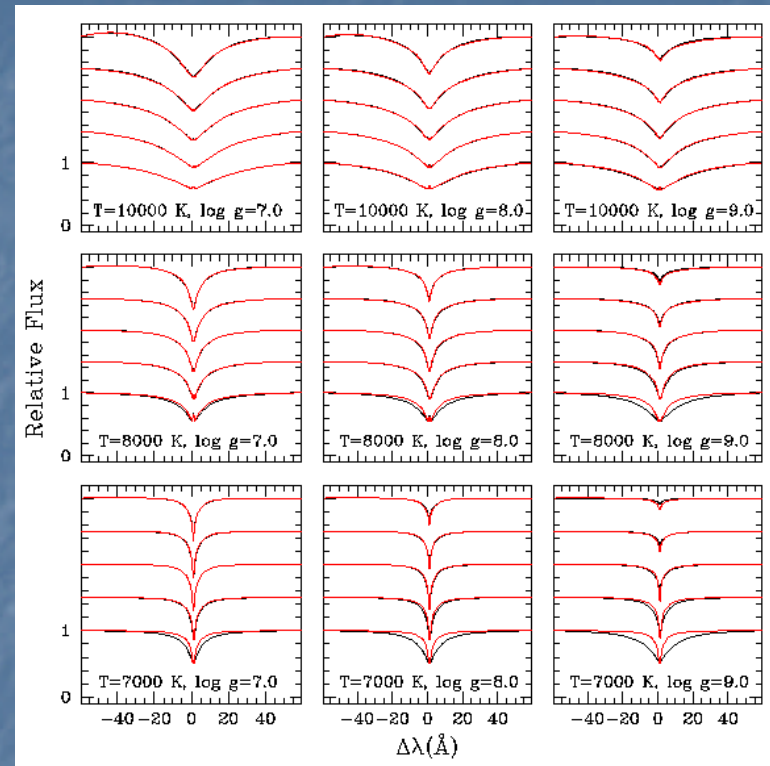 1
0
T=10000 K, log g=7.0
T=10000 K, log g=8.0
T=10000 K, log g=9.0
Relative Flux
1
0
T=8000 K, log g=7.0
T=8000 K, log g=8.0
T=8000 K, log g=9.0
1
0
T=7000 K, log g=7.0
T=7000 K, log g=8.0
T=7000 K, log g=9.0
-40 -20 0 20 40
-40 -20 0 20 40
-40 -20 0 20 40
Δλ(Å)